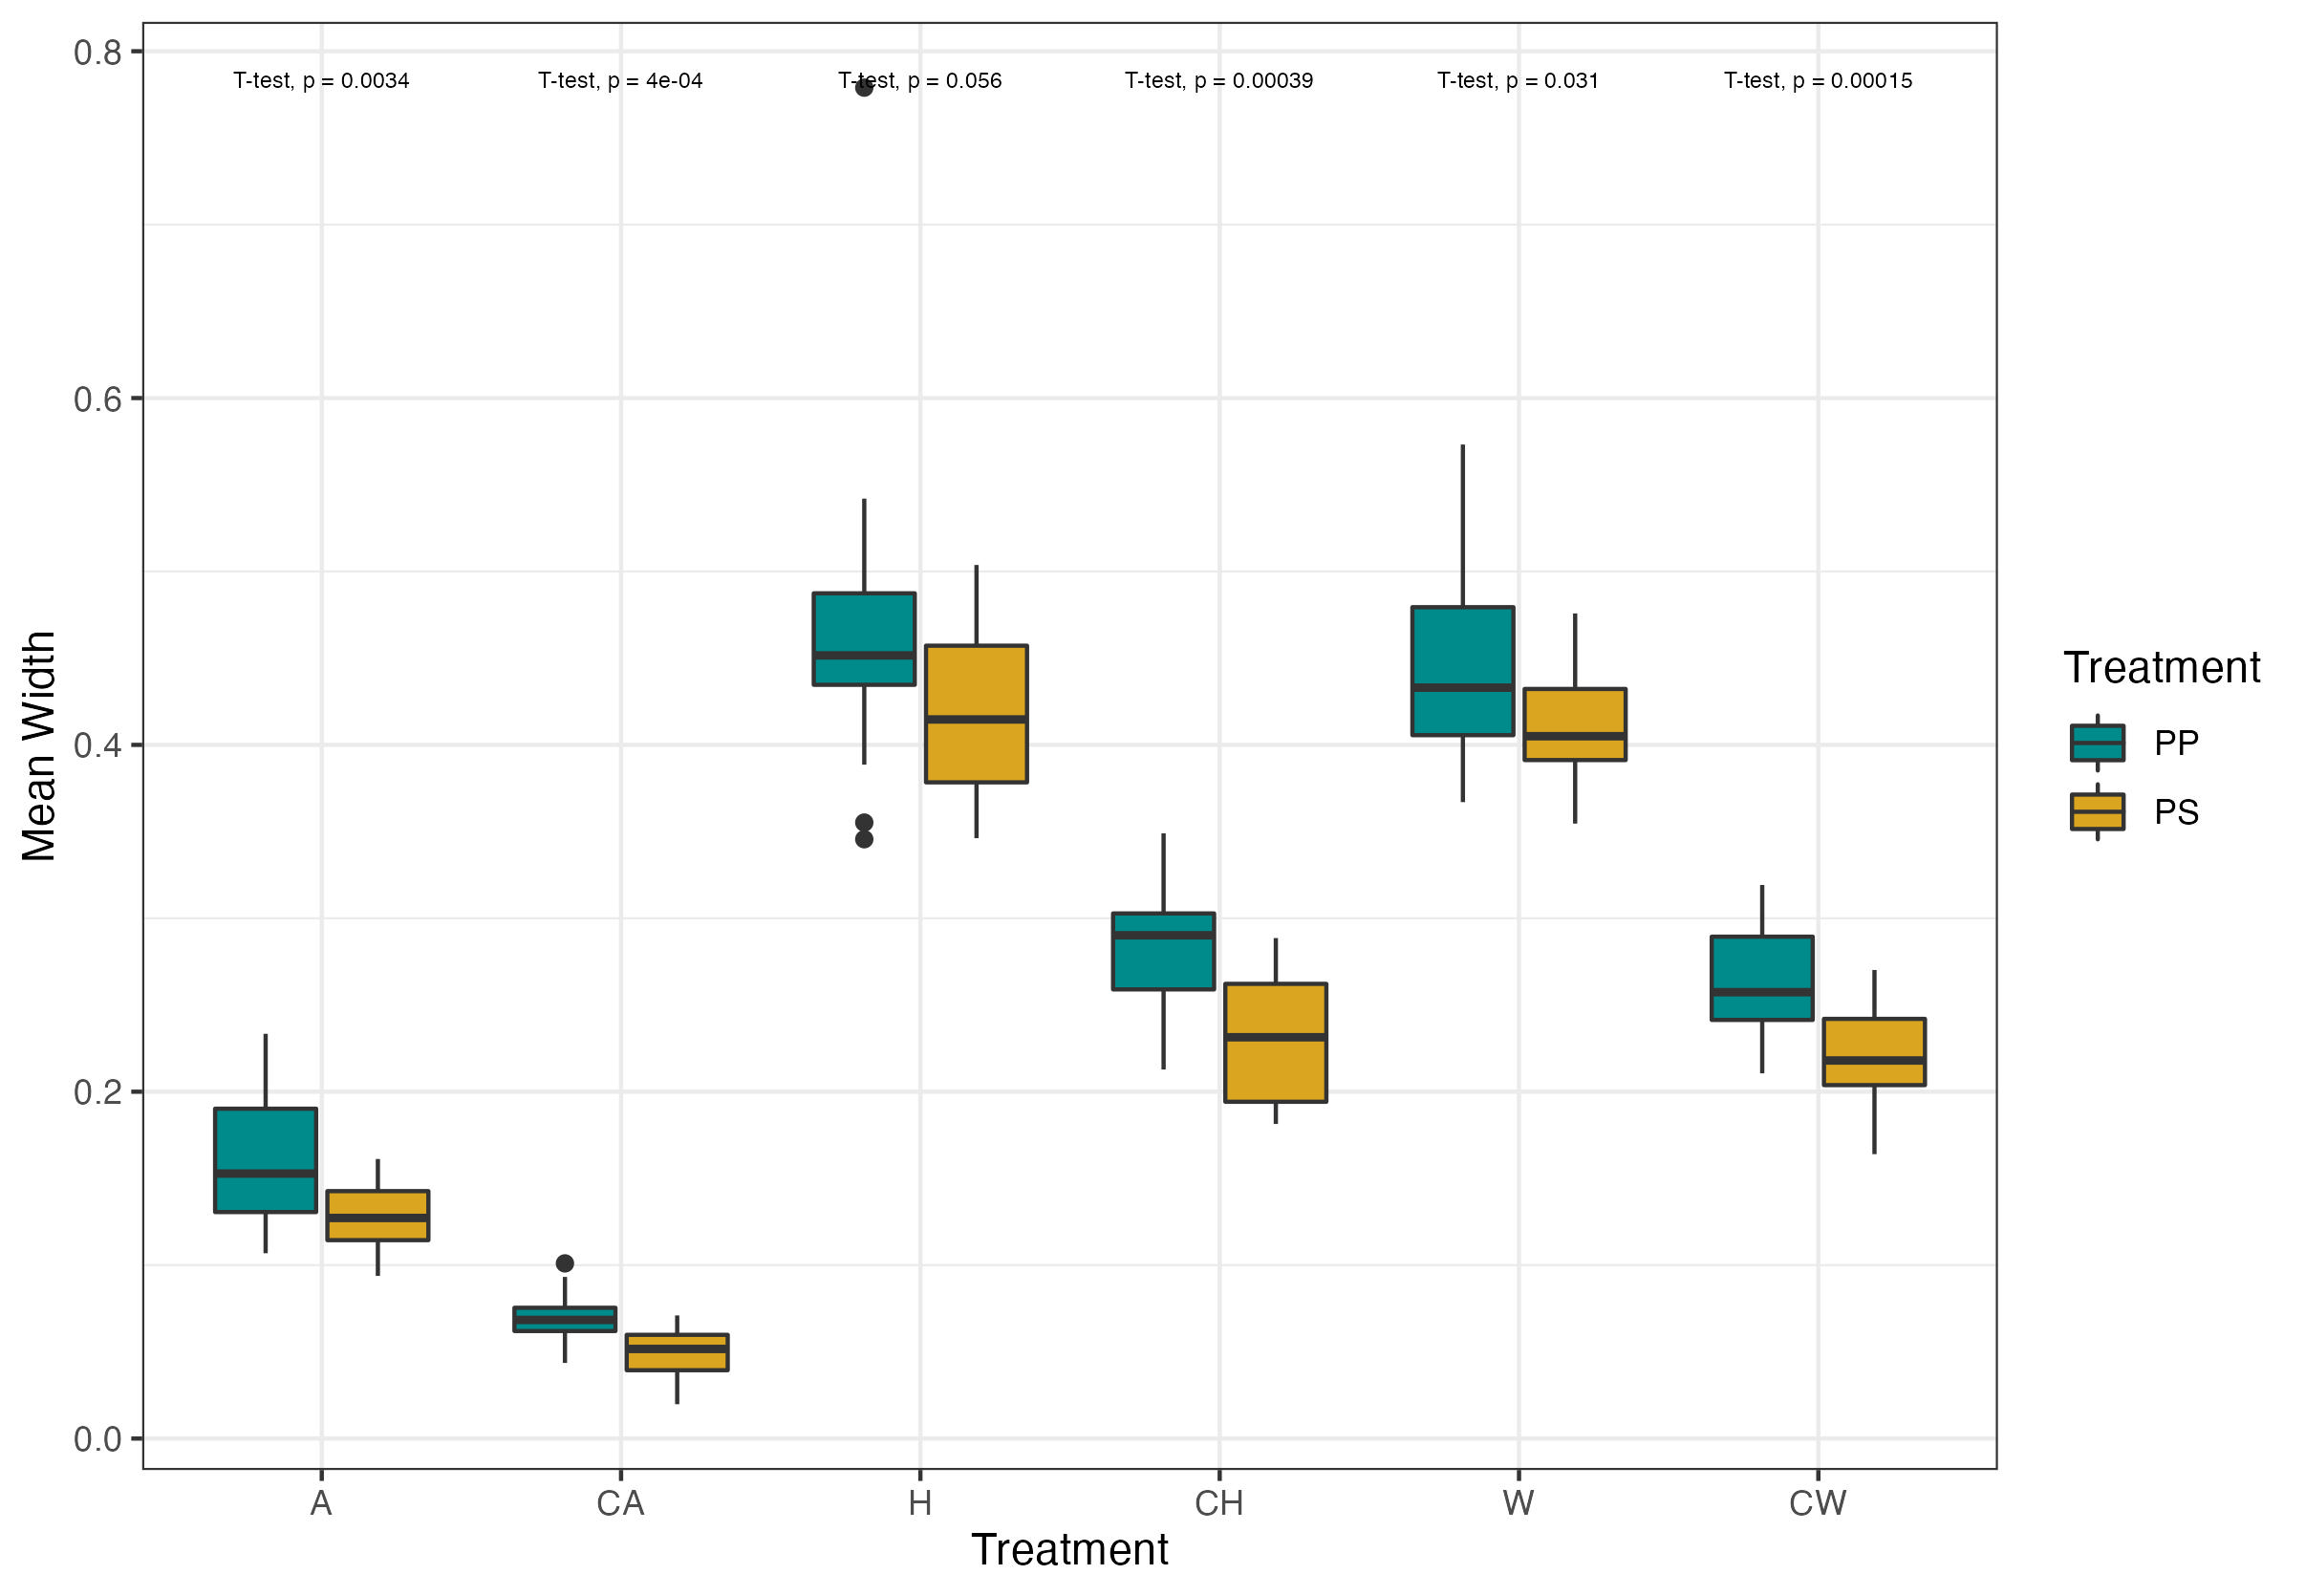 T-test, p = 0.0034
T-test, p = 4e-04
T-test, p = 0.056
T-test, p = 0.00039
T-test, p = 0.031
T-test, p = 0.00015
0.8
0.6
0.4
0.2
0.0
Mean Width
A
CA
H
CH
W
CW
Treatment
Treatment
PP
PS